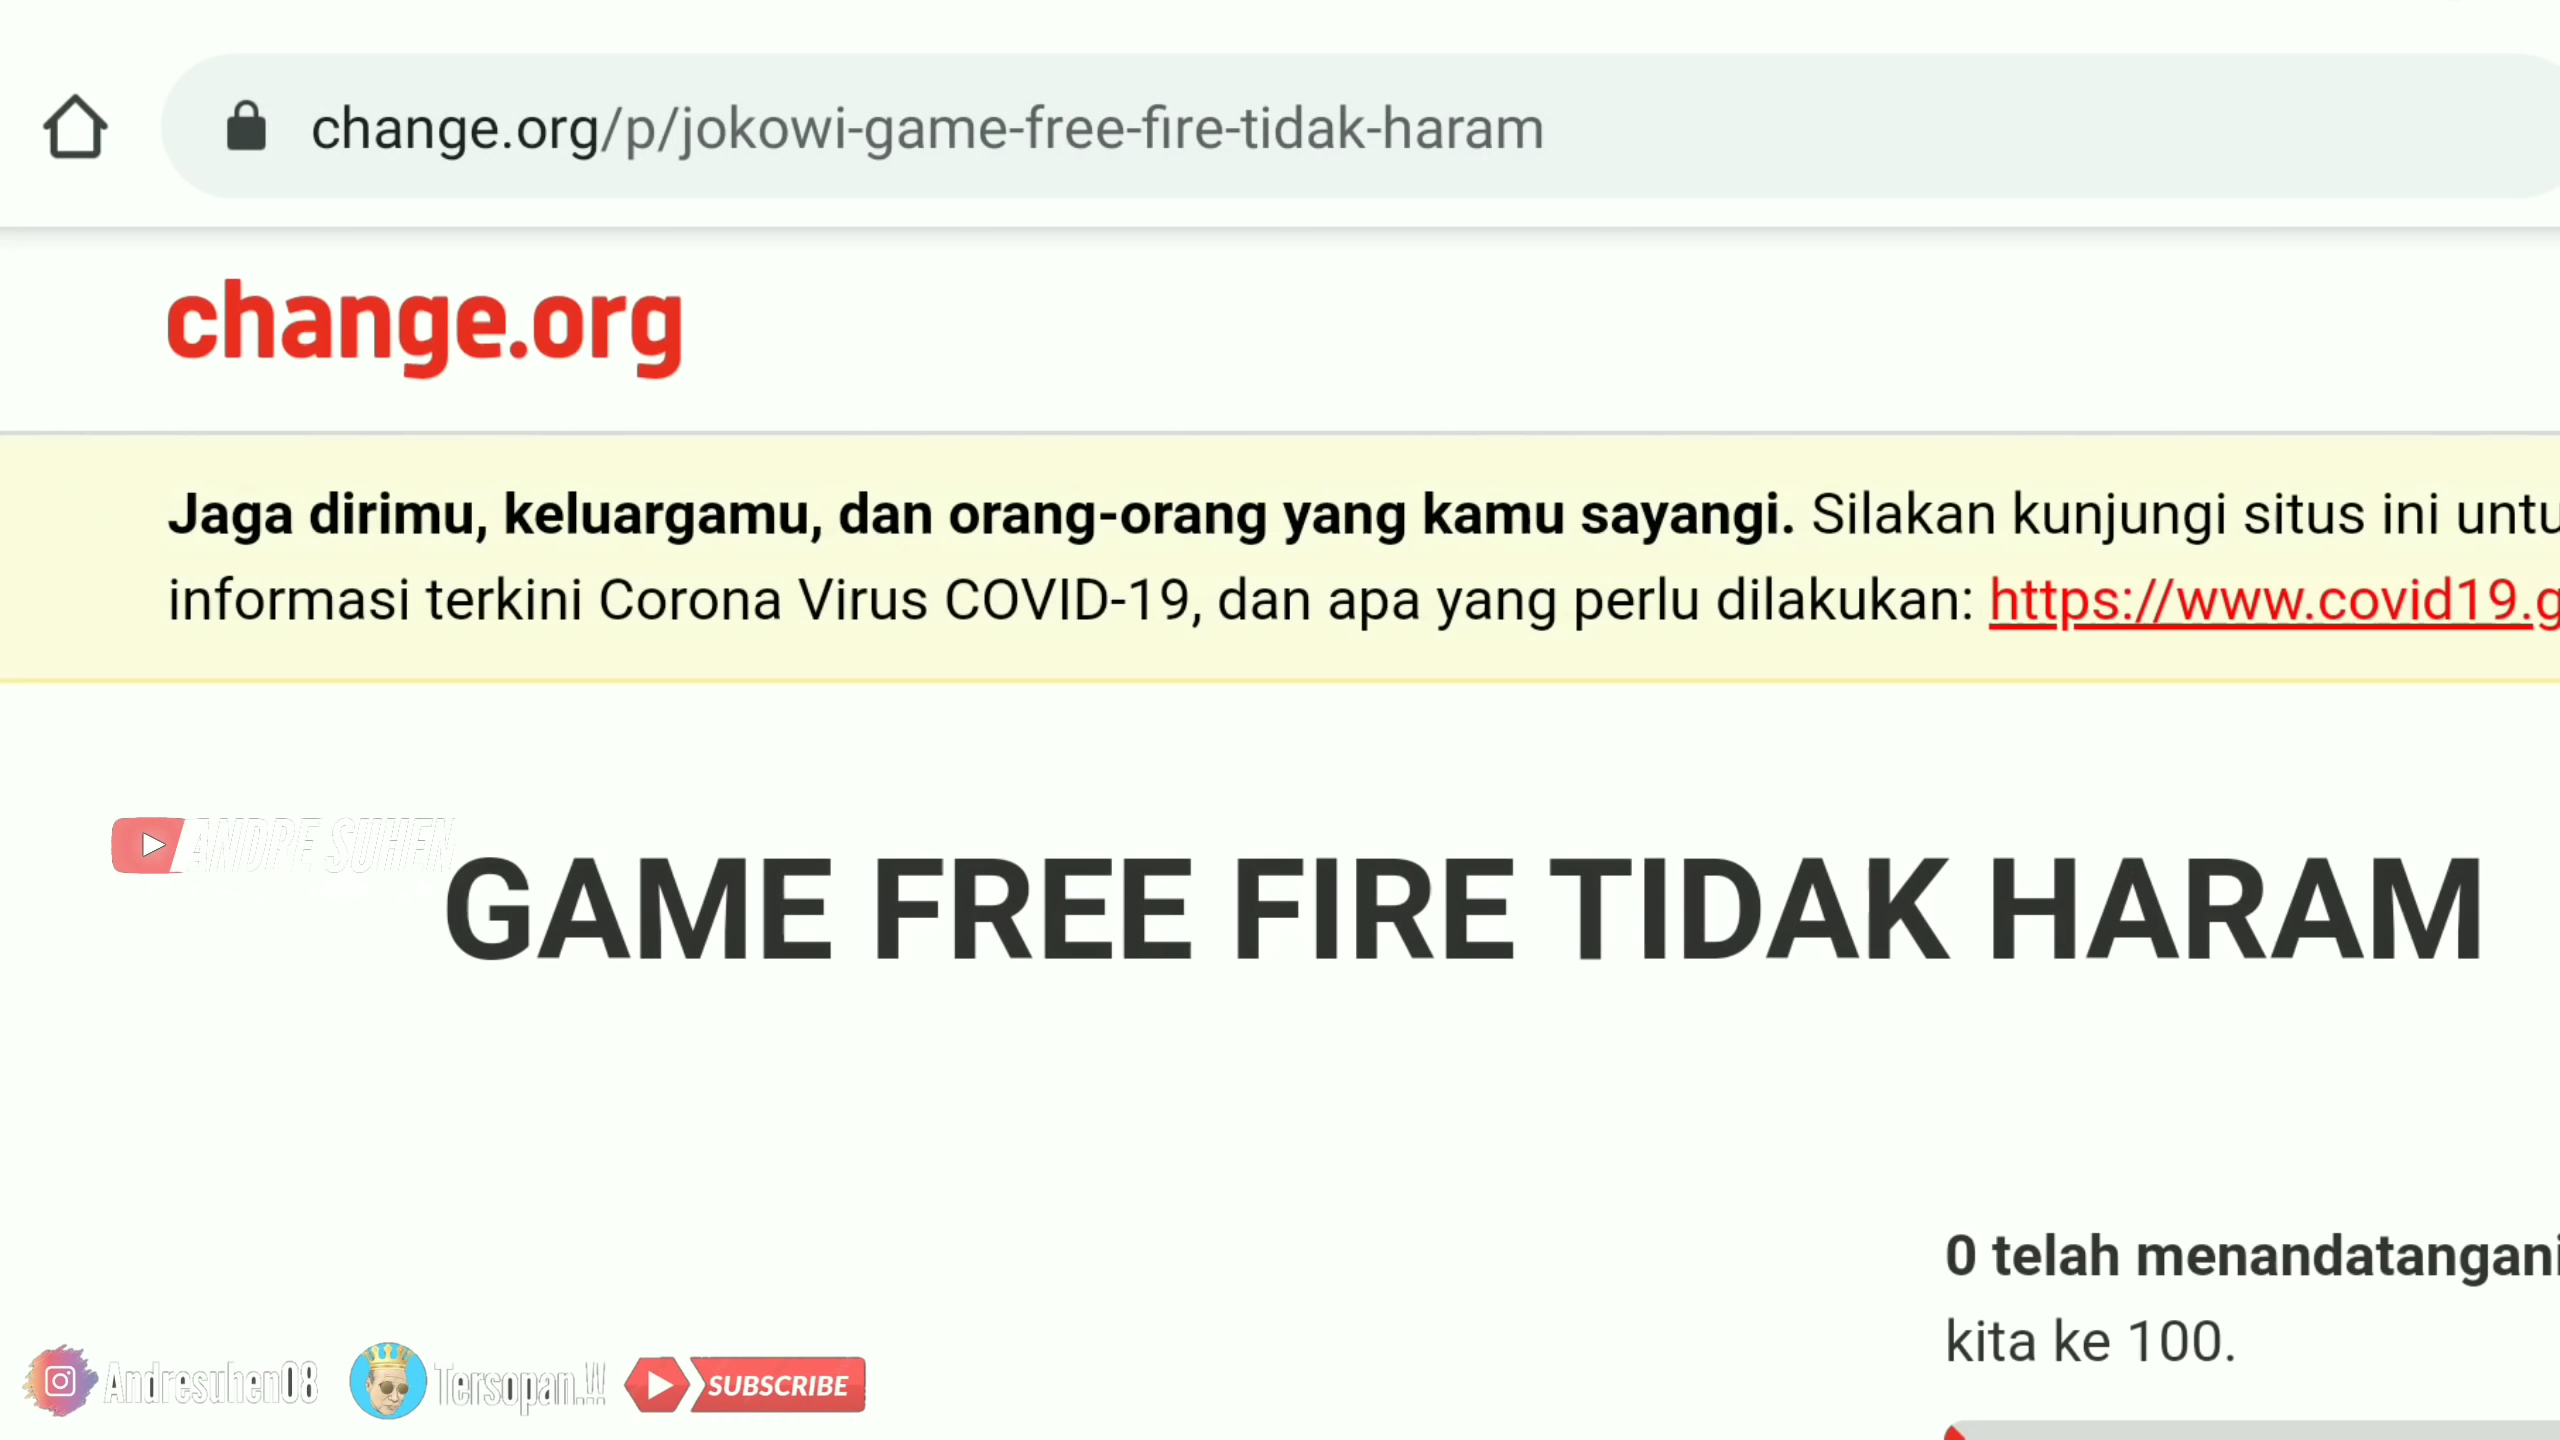 change.org/p/jokowi-game-free-fire-tidak-haram
change.org
Jaga dirimu, keluargamu, dan orang-orang yang kamu sayangi. Silakan kunjungi situs ini untu
informasi terkini Corona Virus COVID-19, dan apa yang perlu dilakukan: https://www.covid19.g
ANDRE SUHEN
GAME FREE FIRE TIDAK HARAM
0 telah menandatangani
kita ke 100.
Andresuhen08 Tersopan.!! SUBSCRIBE